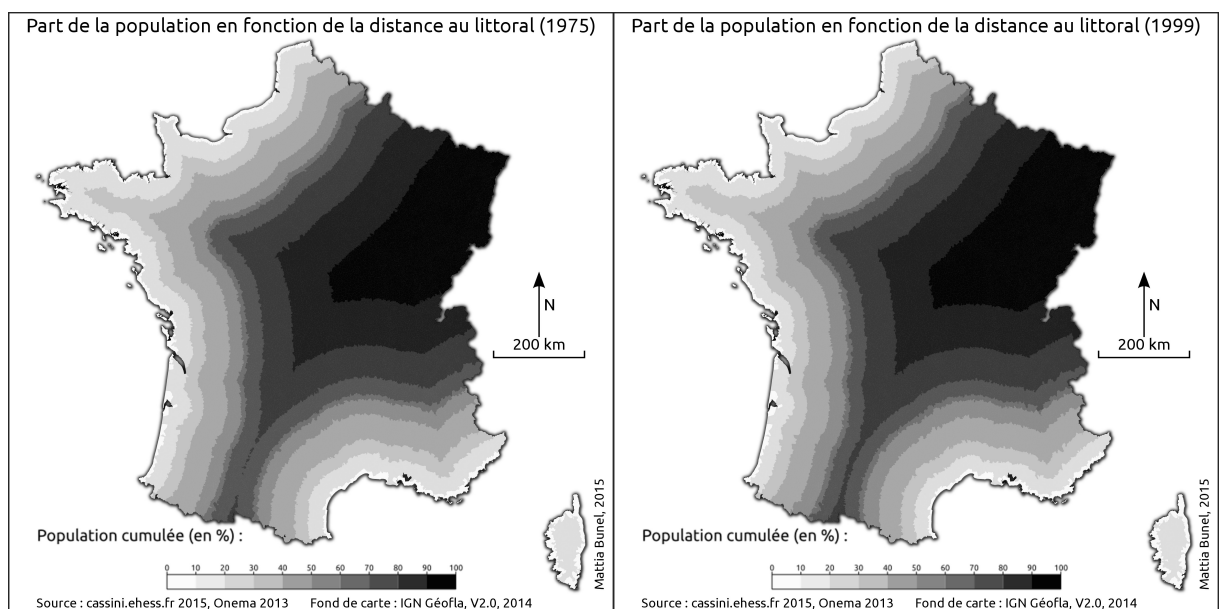 Part de la population en fonction de la distance au littoral (1975)
N
200 km
Mattia Bunel, 2015
Population cumulée (en %) :
0 10 20 30 40 50 60 70 80 90 100
Source : cassini.ehess.fr 2015, Onema 2013 Fond de carte : IGN Géofla, V2.0, 2014
Part de la population en fonction de la distance au littoral (1999)
N
200 km
Mattia Bunel, 2015
Population cumulée (en %) :
0 10 20 30 40 50 60 70 80 90 100
Source : cassini.ehess.fr 2015, Onema 2013 Fond de carte : IGN Géofla, V2.0, 2014